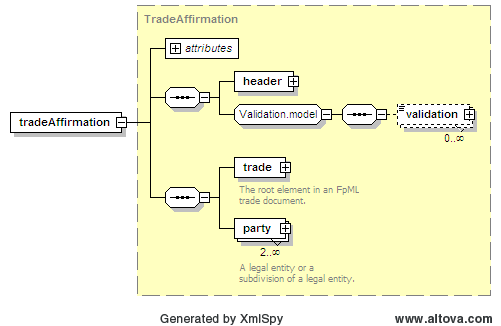 TradeAffirmation
attributes
header
tradeAffirmation
Validation.model
validation
0..∞
trade
The root element in an FpML
trade document.
party
2..∞
A legal entity or a
subdivision of a legal entity.
Generated by XmlSpy
www.altova.com